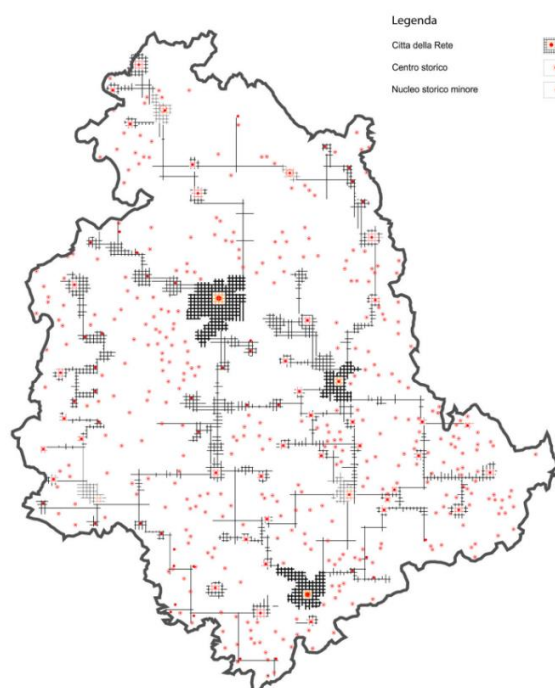 Legenda
Citta della Rete
Centro storico
Nucleo storico minore